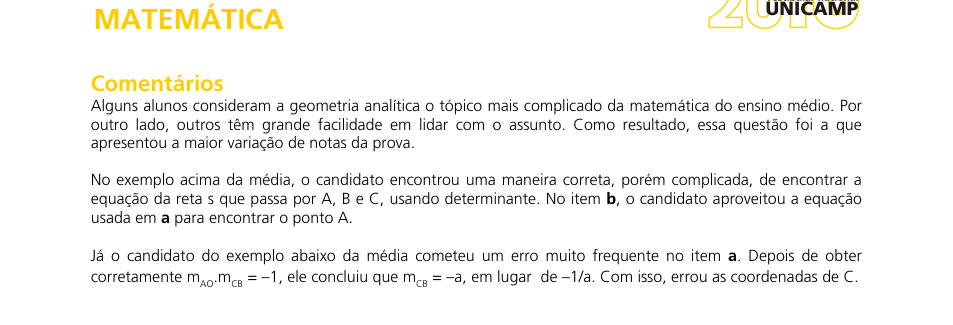 MATEMÁTICA
UNICAMP
Comentários
Alguns alunos consideram a geometria analítica o tópico mais complicado da matemática do ensino médio. Por
outro lado, outros têm grande facilidade em lidar com o assunto. Como resultado, essa questão foi a que
apresentou a maior variação de notas da prova.
No exemplo acima da média, o candidato encontrou uma maneira correta, porém complicada, de encontrar a
equação da reta s que passa por A, B e C, usando determinante. No item b, o candidato aproveitou a equação
usada em a para encontrar o ponto A.
Já o candidato do exemplo abaixo da média cometeu um erro muito frequente no item a. Depois de obter
corretamente mAO.mCB = –1, ele concluiu que mCB = –a, em lugar de –1/a. Com isso, errou as coordenadas de C.